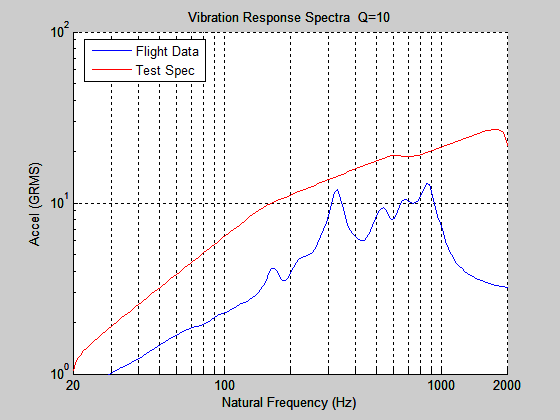 Vibration Response Spectra Q=10
10²
Flight Data
Test Spec
10¹
Accel (GRMS)
10⁰
20 100 1000 2000
Natural Frequency (Hz)